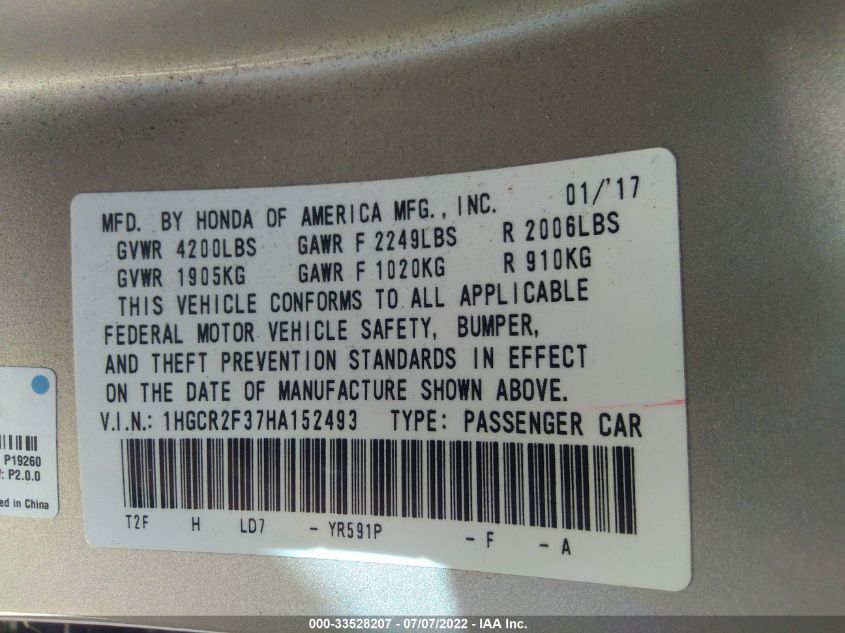 MFD. BY HONDA OF AMERICA MFG., INC. 01/'17
GVWR 4200LBS GAWR F 2249LBS R 2006LBS
GVWR 1905KG GAWR F 1020KG R 910KG
THIS VEHICLE CONFORMS TO ALL APPLICABLE
FEDERAL MOTOR VEHICLE SAFETY, BUMPER,
AND THEFT PREVENTION STANDARDS IN EFFECT
ON THE DATE OF MANUFACTURE SHOWN ABOVE.
V.I.N.: 1HGCR2F37HA152493 TYPE: PASSENGER CAR
T2F H LD7 - YR591P - F - A
P19260
P2.0.0
in China
000-33528207 - 07/07/2022 - IAA Inc.